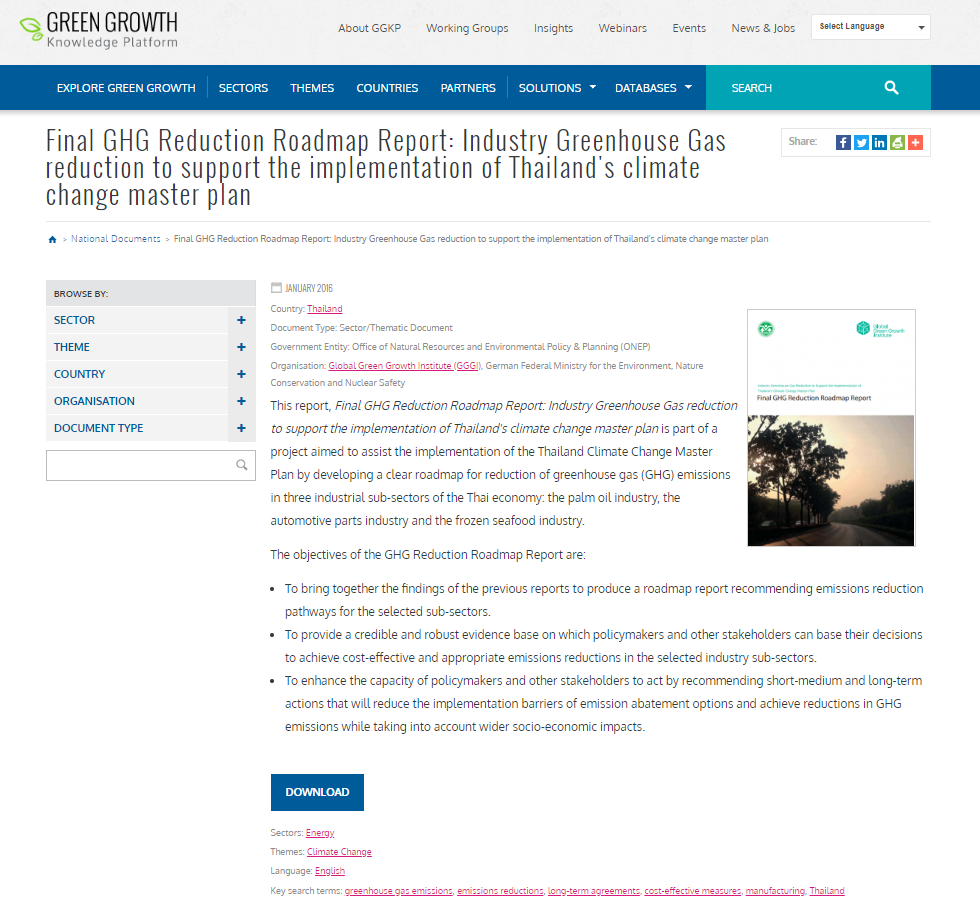 GREEN GROWTH
Knowledge Platform
About GGKP
Working Groups
Insights
Webinars
Events
News & Jobs
Select Language
EXPLORE GREEN GROWTH
SECTORS
THEMES
COUNTRIES
PARTNERS
SOLUTIONS
DATABASES
SEARCH
Final GHG Reduction Roadmap Report: Industry Greenhouse Gas
reduction to support the implementation of Thailand's climate
change master plan
Share:
> National Documents > Final GHG Reduction Roadmap Report: Industry Greenhouse Gas reduction to support the implementation of Thailand's climate change master plan
BROWSE BY:
SECTOR +
THEME +
COUNTRY +
ORGANISATION +
DOCUMENT TYPE +
JANUARY 2016
Country: Thailand
Document Type: Sector/Thematic Document
Government Entity: Office of Natural Resources and Environmental Policy & Planning (ONEP)
Organisation: Global Green Growth Institute (GGGI), German Federal Ministry for the Environment, Nature
Conservation and Nuclear Safety
This report, Final GHG Reduction Roadmap Report: Industry Greenhouse Gas reduction
to support the implementation of Thailand's climate change master plan is part of a
project aimed to assist the implementation of the Thailand Climate Change Master
Plan by developing a clear roadmap for reduction of greenhouse gas (GHG) emissions
in three industrial sub-sectors of the Thai economy: the palm oil industry, the
automotive parts industry and the frozen seafood industry.
Global
Green Growth
Institute
Industry Greenhouse Gas Reduction to Support the Implementation of
Thailand's Climate Change Master Plan
Final GHG Reduction Roadmap Report
The objectives of the GHG Reduction Roadmap Report are:
• To bring together the findings of the previous reports to produce a roadmap report recommending emissions reduction
pathways for the selected sub-sectors.
• To provide a credible and robust evidence base on which policymakers and other stakeholders can base their decisions
to achieve cost-effective and appropriate emissions reductions in the selected industry sub-sectors.
• To enhance the capacity of policymakers and other stakeholders to act by recommending short-medium and long-term
actions that will reduce the implementation barriers of emission abatement options and achieve reductions in GHG
emissions while taking into account wider socio-economic impacts.
DOWNLOAD
Sectors: Energy
Themes: Climate Change
Language: English
Key search terms: greenhouse gas emissions, emissions reductions, long-term agreements, cost-effective measures, manufacturing, Thailand